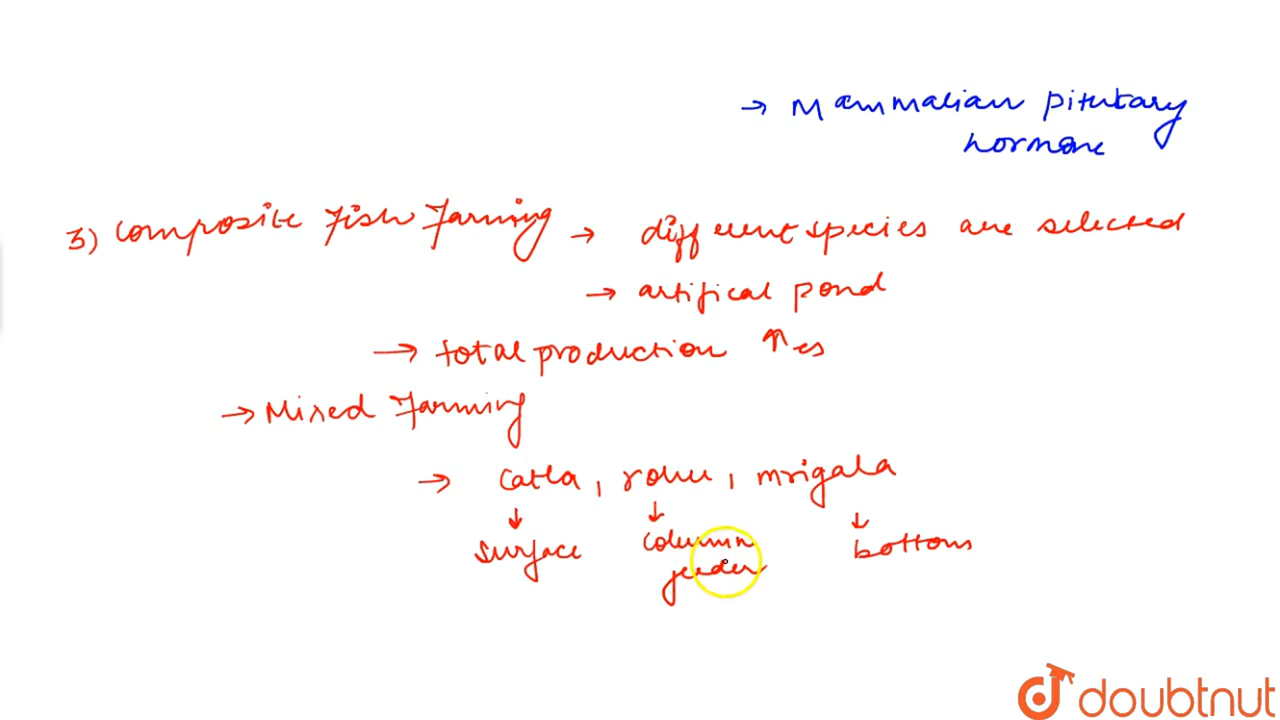 → Mammalian pitutary
hormone
3) Composite Fish Farming → different species are selected
→ artifical pond
→ total production ↑es
→ Mixed Farming
→ Catla, rohu, mrigala
↓ ↓ ↓
Surface column bottom
feeder
doubtnut